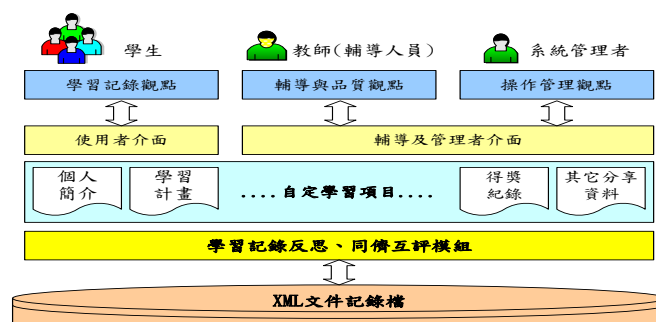 學生
教師(輔導人員)
系統管理者
學習記錄觀點
輔導與品質觀點
操作管理觀點
使用者介面
輔導及管理者介面
個人
簡介
學習
計畫
....自定學習項目....
得獎
紀錄
其它分享
資料
學習記錄反思、同儕互評模組
XML文件記錄檔